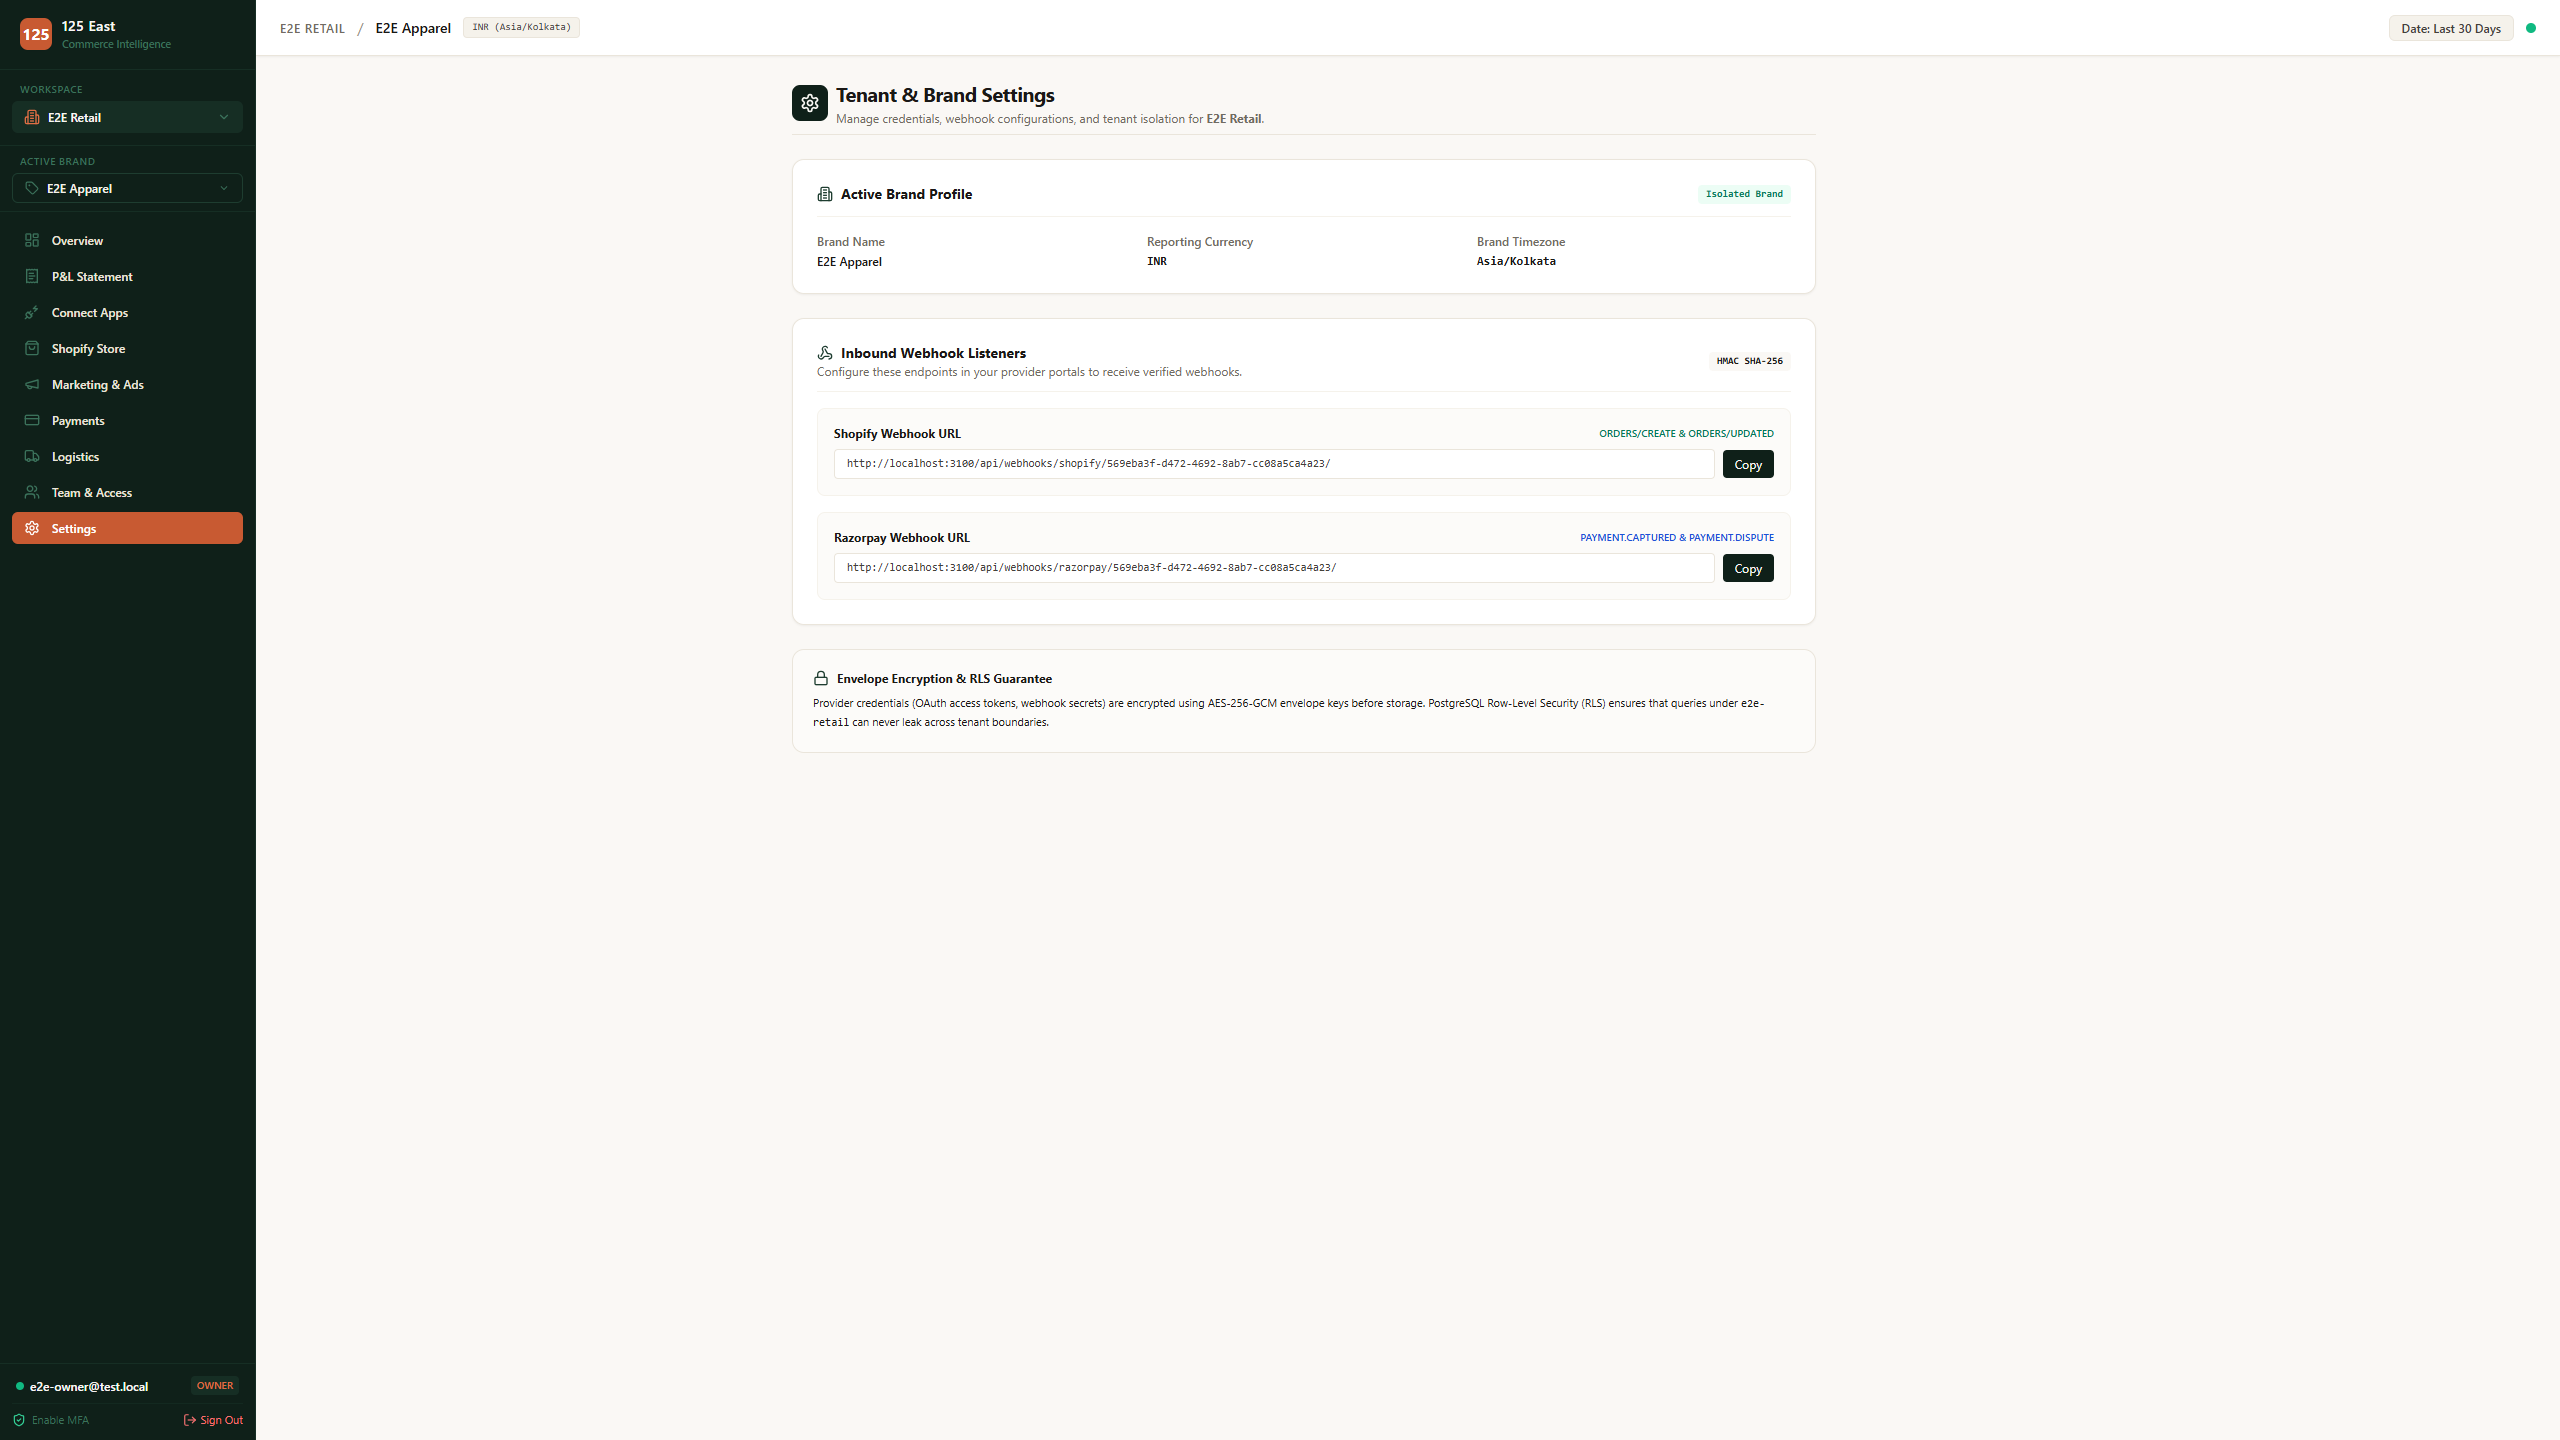 125
125 East
Commerce Intelligence
WORKSPACE
E2E Retail
ACTIVE BRAND
E2E Apparel
Overview
P&L Statement
Connect Apps
Shopify Store
Marketing & Ads
Payments
Logistics
Team & Access
Settings
e2e-owner@test.local
OWNER
Enable MFA
Sign Out
E2E RETAIL / E2E Apparel
INR (Asia/Kolkata)
Date: Last 30 Days
Tenant & Brand Settings
Manage credentials, webhook configurations, and tenant isolation for E2E Retail.
Active Brand Profile
Isolated Brand
Brand Name
E2E Apparel
Reporting Currency
INR
Brand Timezone
Asia/Kolkata
Inbound Webhook Listeners
Configure these endpoints in your provider portals to receive verified webhooks.
HMAC SHA-256
Shopify Webhook URL
ORDERS/CREATE & ORDERS/UPDATED
http://localhost:3100/api/webhooks/shopify/569eba3f-d472-4692-8ab7-cc08a5ca4a23/
Copy
Razorpay Webhook URL
PAYMENT.CAPTURED & PAYMENT.DISPUTE
http://localhost:3100/api/webhooks/razorpay/569eba3f-d472-4692-8ab7-cc08a5ca4a23/
Copy
Envelope Encryption & RLS Guarantee
Provider credentials (OAuth access tokens, webhook secrets) are encrypted using AES-256-GCM envelope keys before storage. PostgreSQL Row-Level Security (RLS) ensures that queries under e2e-
retail can never leak across tenant boundaries.